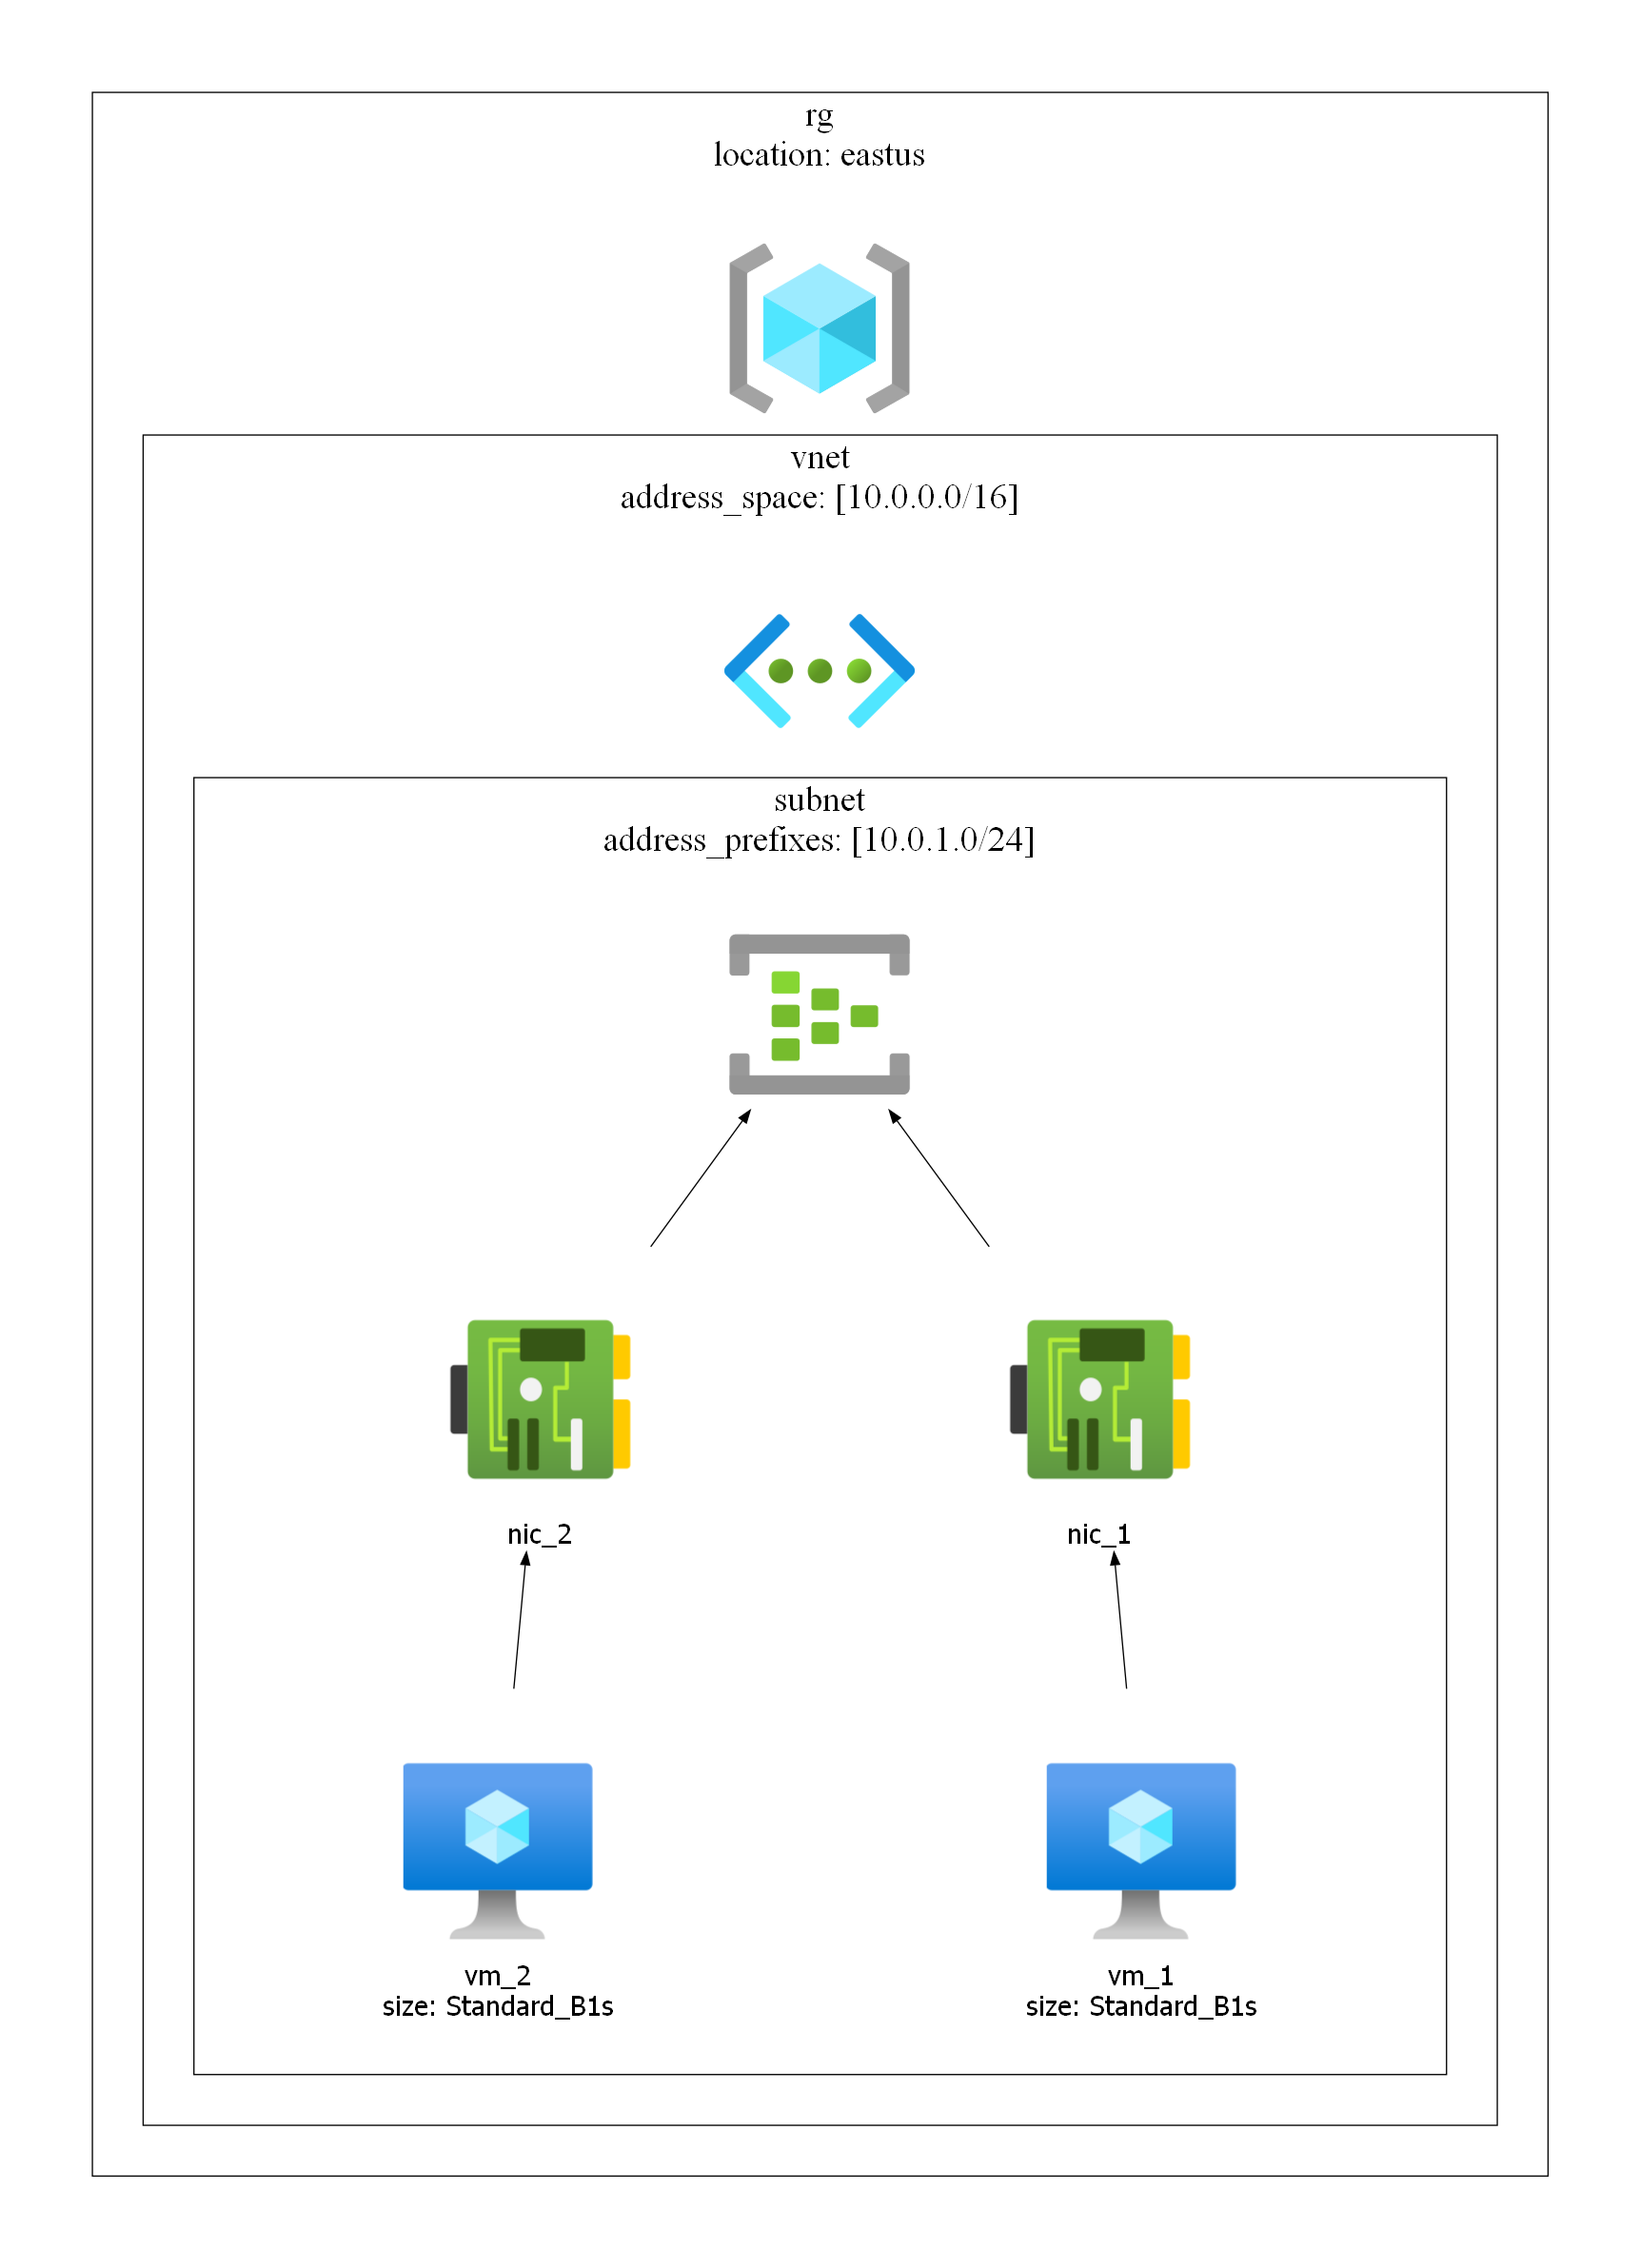 rg
location: eastus
vnet
address_space: [10.0.0.0/16]
subnet
address_prefixes: [10.0.1.0/24]
nic_2
nic_1
vm_2
size: Standard_B1s
vm_1
size: Standard_B1s